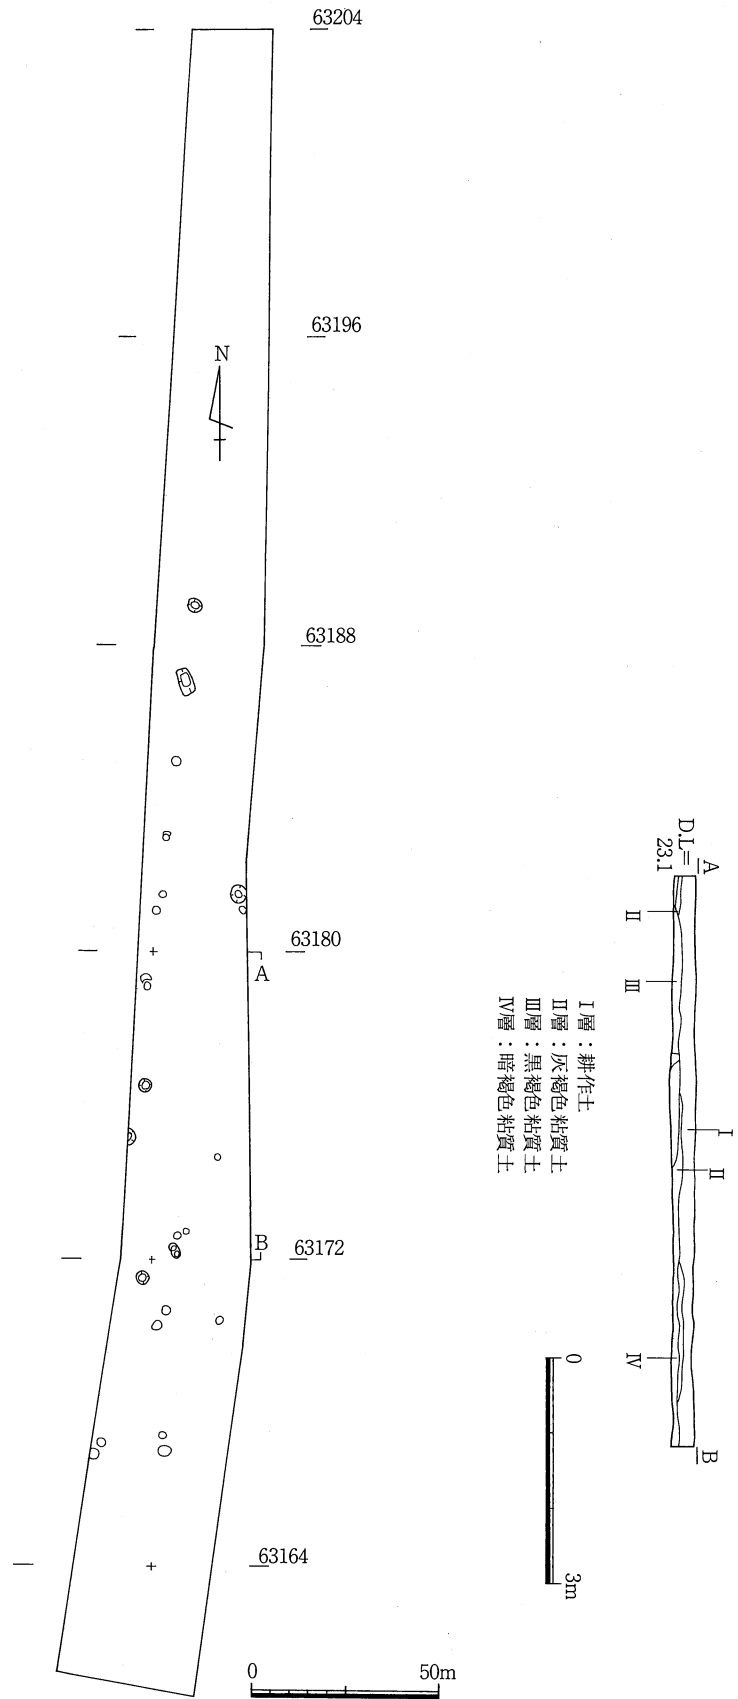 63204
63196
N
63188
63180
A
B
63172
63164
0 50m
A
D.L=
23.1
II
III
I
II
IV
B
I層：耕作土
II層：灰褐色粘質土
III層：黒褐色粘質土
IV層：暗褐色粘質土
0 3m